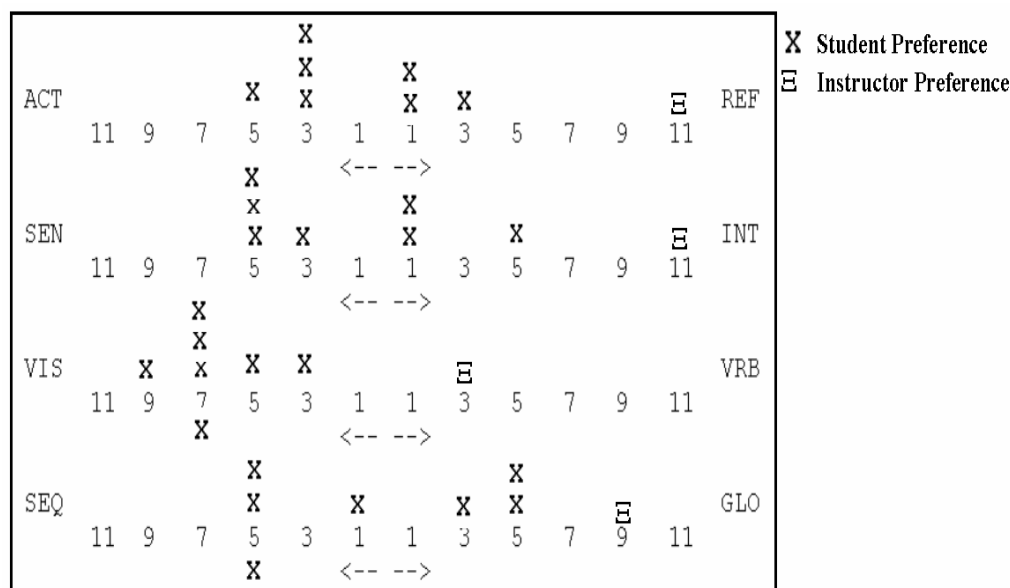 X Student Preference
Ξ Instructor Preference
X
X
X X X
ACT X X X Ξ REF
11 9 7 5 3 1 1 3 5 7 9 11
<-- -->
X
x X
SEN X X X X Ξ INT
11 9 7 5 3 1 1 3 5 7 9 11
<-- -->
X
X
VIS X x X X Ξ VRB
11 9 7 5 3 1 1 3 5 7 9 11
X <-- -->
X X
SEQ X X X X Ξ GLO
11 9 7 5 3 1 1 3 5 7 9 11
X <-- -->